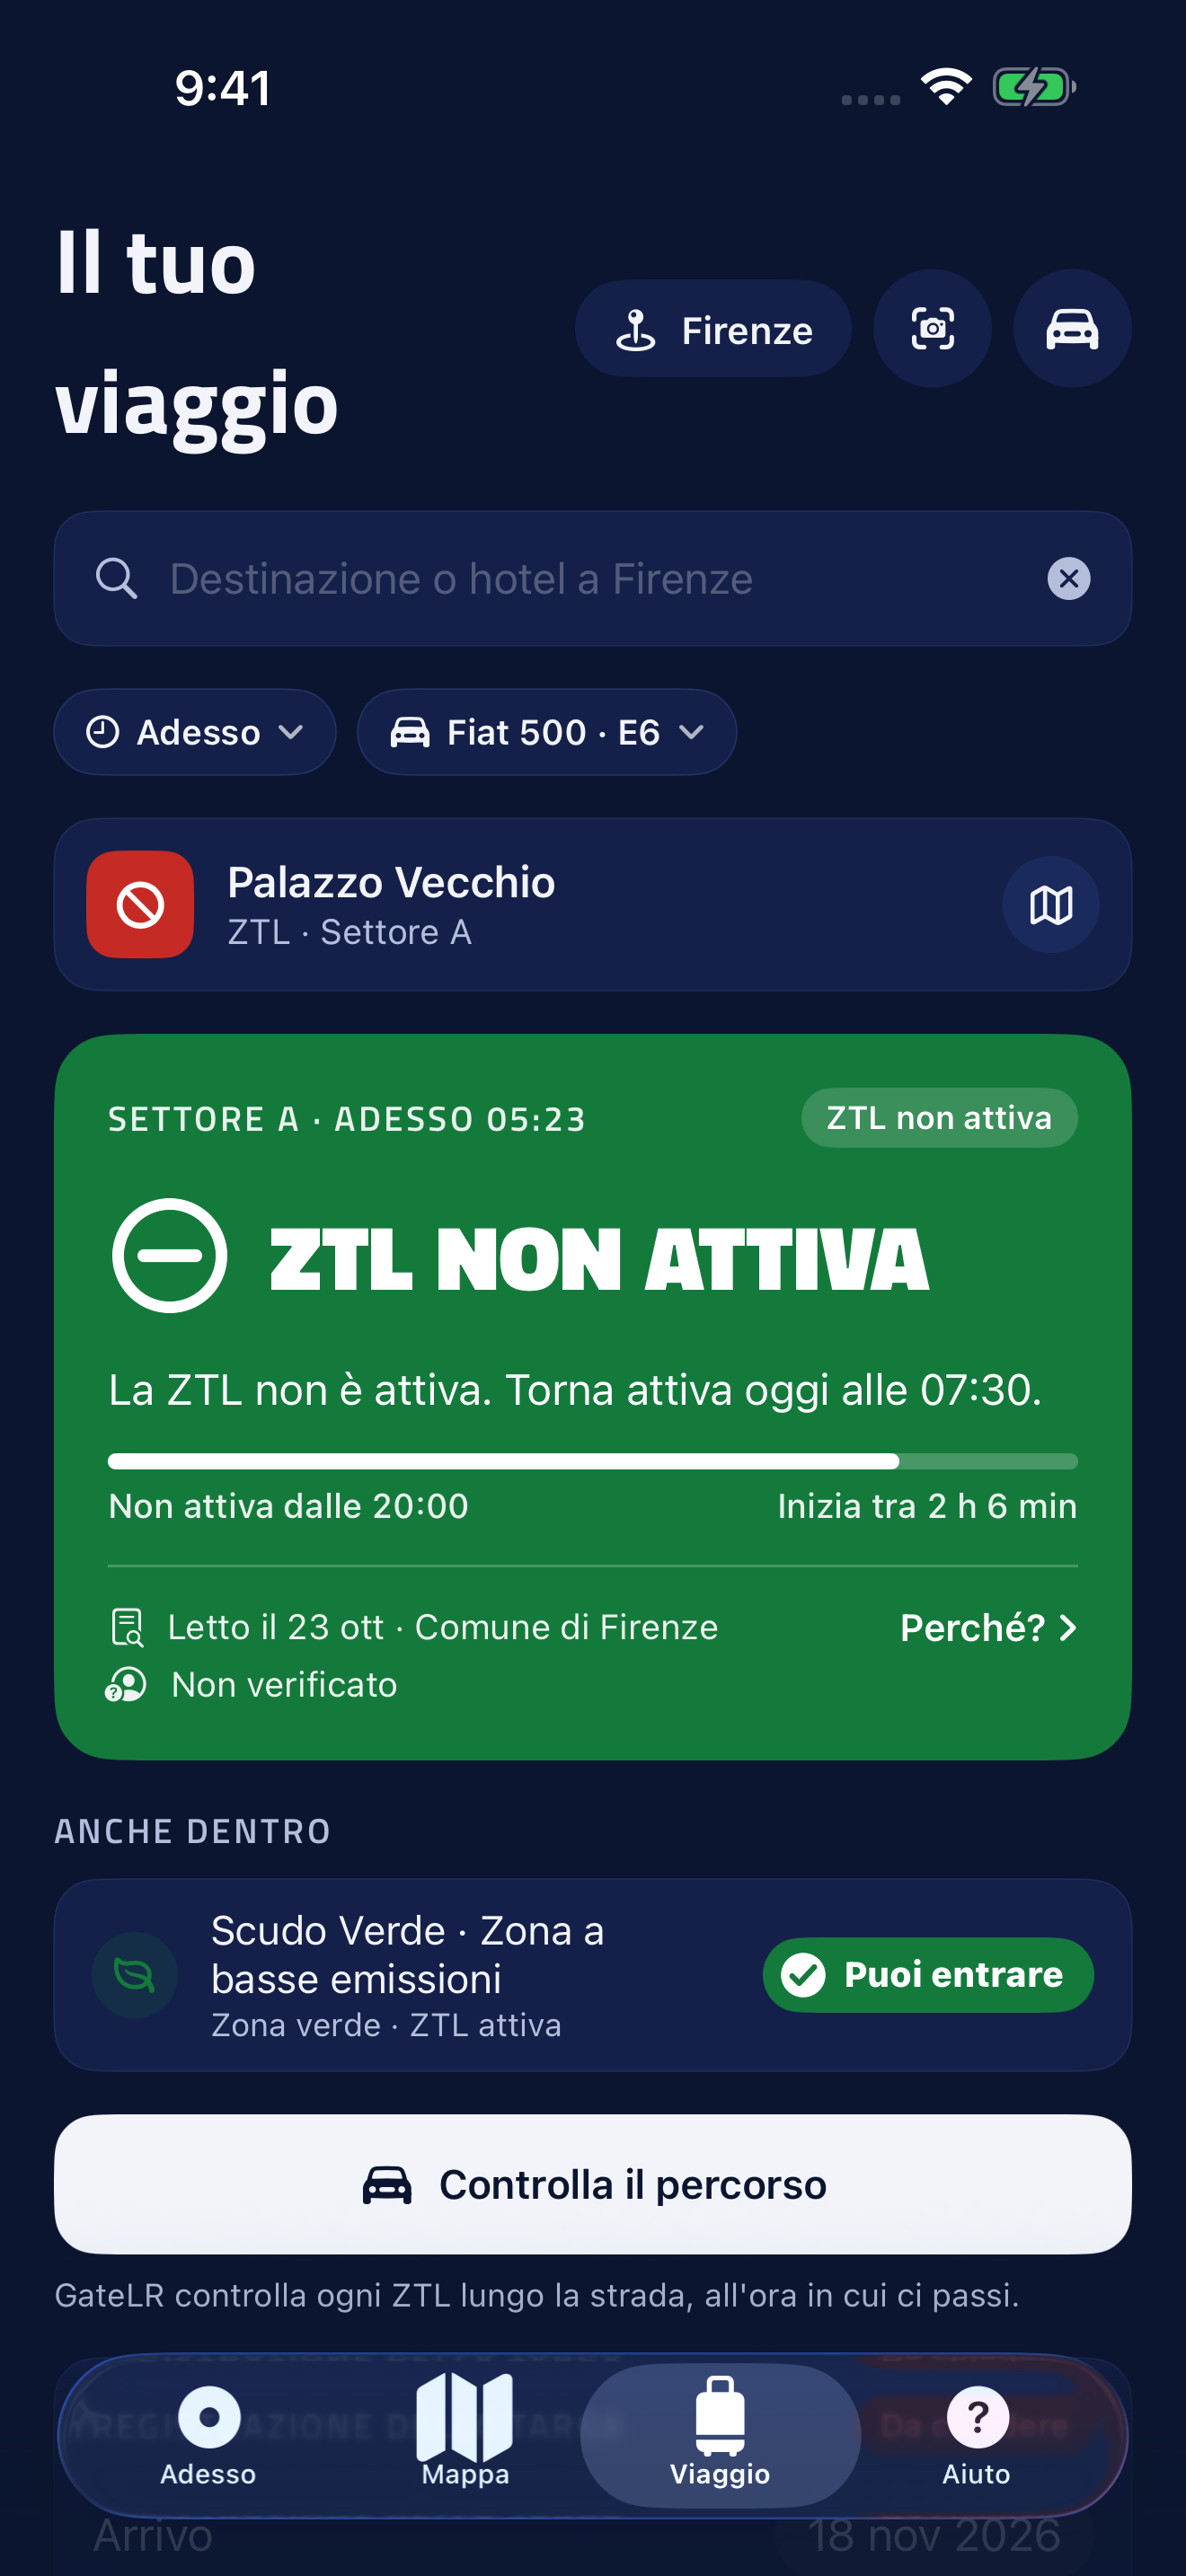 9:41
Il tuo
viaggio
Firenze
Destinazione o hotel a Firenze
Adesso
Fiat 500 · E6
Palazzo Vecchio
ZTL · Settore A
SETTORE A · ADESSO 05:23
ZTL non attiva
ZTL NON ATTIVA
La ZTL non è attiva. Torna attiva oggi alle 07:30.
Non attiva dalle 20:00
Inizia tra 2 h 6 min
Letto il 23 ott · Comune di Firenze
Perché?
Non verificato
ANCHE DENTRO
Scudo Verde · Zona a
basse emissioni
Zona verde · ZTL attiva
Puoi entrare
Controlla il percorso
GateLR controlla ogni ZTL lungo la strada, all'ora in cui ci passi.
Adesso
Mappa
Viaggio
Aiuto
Arrivo
18 nov 2026